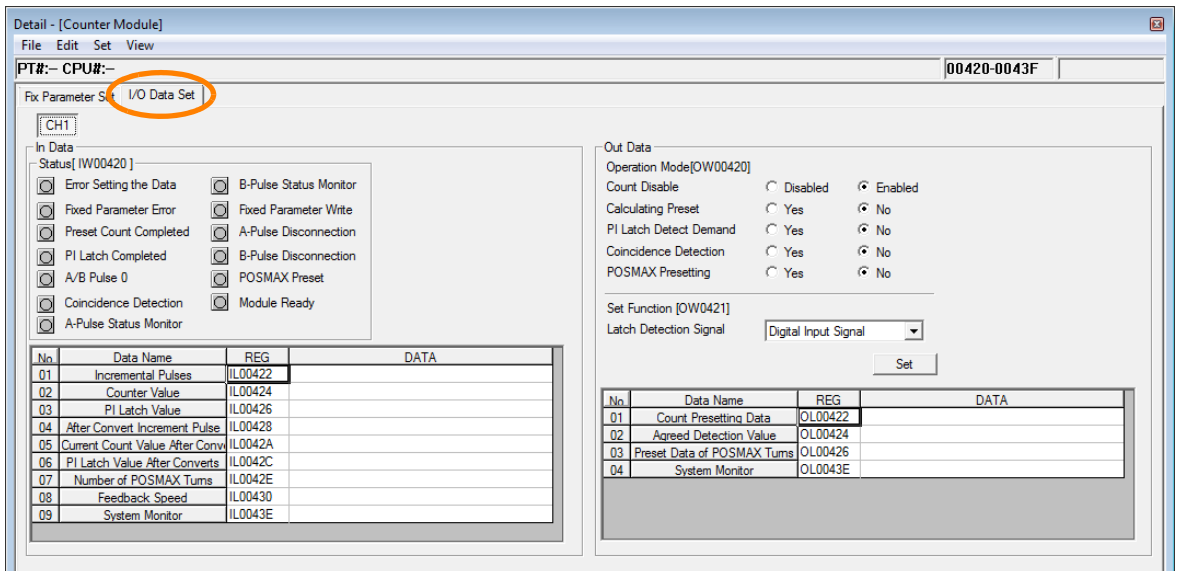 Detail - [Counter Module]
File Edit Set View
PT#:– CPU#:– 00420-0043F
Fix Parameter Set I/O Data Set
CH1
In Data
Status[ IW00420 ]
Error Setting the Data B-Pulse Status Monitor
Fixed Parameter Error Fixed Parameter Write
Preset Count Completed A-Pulse Disconnection
PI Latch Completed B-Pulse Disconnection
A/B Pulse 0 POSMAX Preset
Coincidence Detection Module Ready
A-Pulse Status Monitor
No Data Name REG DATA
01 Incremental Pulses IL00422
02 Counter Value IL00424
03 PI Latch Value IL00426
04 After Convert Increment Pulse IL00428
05 Current Count Value After Conv IL0042A
06 PI Latch Value After Converts IL0042C
07 Number of POSMAX Turns IL0042E
08 Feedback Speed IL00430
09 System Monitor IL0043E
Out Data
Operation Mode[OW00420]
Count Disable Disabled Enabled
Calculating Preset Yes No
PI Latch Detect Demand Yes No
Coincidence Detection Yes No
POSMAX Presetting Yes No
Set Function [OW0421]
Latch Detection Signal Digital Input Signal
Set
No Data Name REG DATA
01 Count Presetting Data OL00422
02 Agreed Detection Value OL00424
03 Preset Data of POSMAX Turns OL00426
04 System Monitor OL0043E